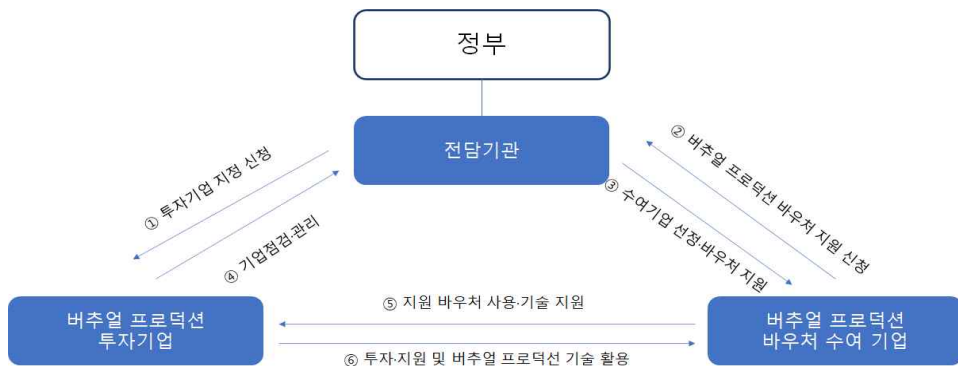 정부
전담기관
① 투자기업 지정 신청
② 버추얼 프로덕션 바우처 지원 신청
③ 수여기업 선정·바우처 지원
④ 기업점검·관리
⑤ 지원 바우처 사용·기술 지원
버추얼 프로덕션
투자기업
버추얼 프로덕션
바우처 수여 기업
⑥ 투자·지원 및 버추얼 프로덕선 기술 활용